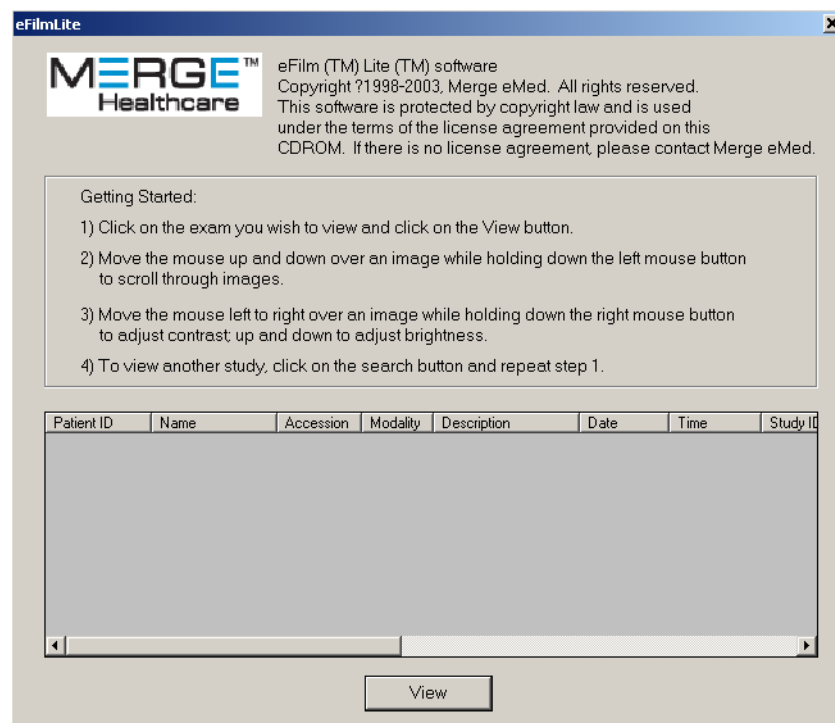 eFilmLite
MERGE™
Healthcare
eFilm (TM) Lite (TM) software
Copyright ?1998-2003, Merge eMed. All rights reserved.
This software is protected by copyright law and is used
under the terms of the license agreement provided on this
CDROM. If there is no license agreement, please contact Merge eMed.
Getting Started:
1) Click on the exam you wish to view and click on the View button.
2) Move the mouse up and down over an image while holding down the left mouse button
to scroll through images.
3) Move the mouse left to right over an image while holding down the right mouse button
to adjust contrast; up and down to adjust brightness.
4) To view another study, click on the search button and repeat step 1.
Patient ID Name Accession Modality Description Date Time Study ID
View